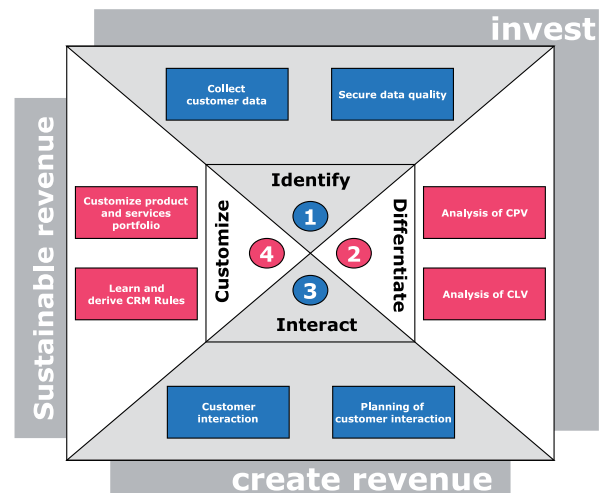 invest
Collect
customer data
Secure data quality
Sustainable revenue
Identify
1
Customize product
and services
portfolio
Customize
4
2
Differntiate
Analysis of CPV
Learn and
derive CRM Rules
3
Analysis of CLV
Interact
Customer
interaction
Planning of
customer interaction
create revenue